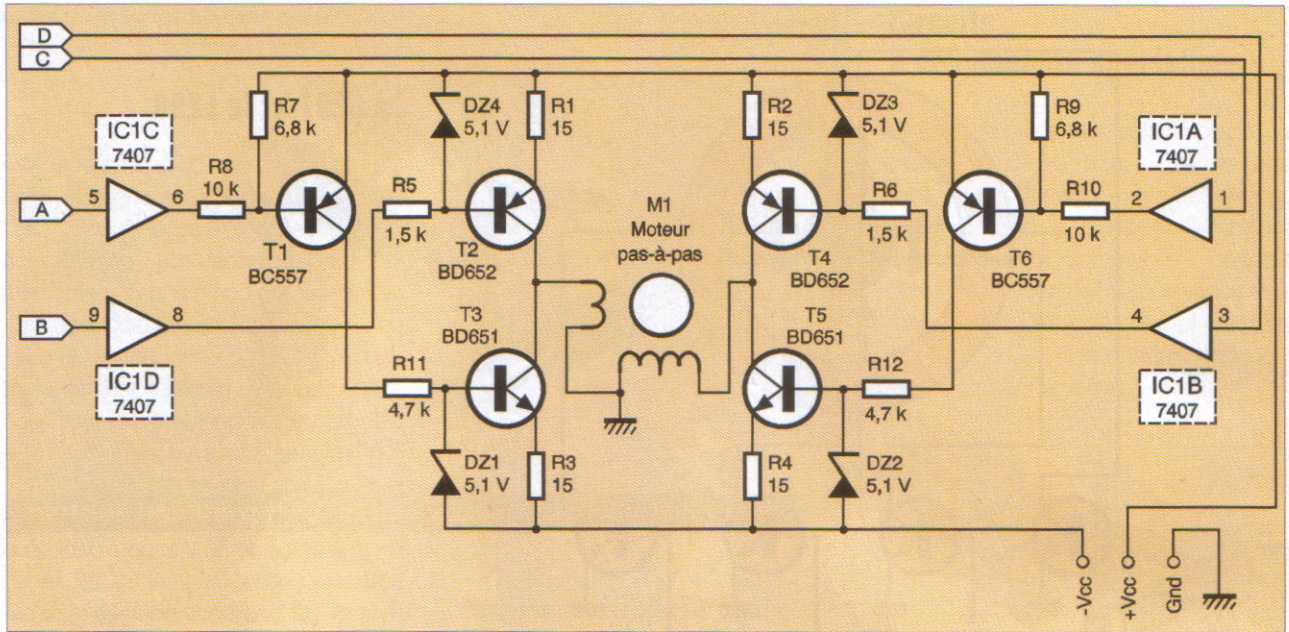 D
C
R7
6,8 k
DZ4
5,1 V
R1
15
R2
15
DZ3
5,1 V
R9
6,8 k
IC1C
7407
IC1A
7407
A
5
6
R8
10 k
R5
1,5 k
M1
Moteur
pas-à-pas
R6
1,5 k
R10
10 k
2
1
T1
BC557
T2
BD652
T4
BD652
T6
BC557
B
9
8
T3
BD651
T5
BD651
4
3
IC1D
7407
R11
4,7 k
R12
4,7 k
IC1B
7407
DZ1
5,1 V
R3
15
R4
15
DZ2
5,1 V
-Vcc
+Vcc
Gnd